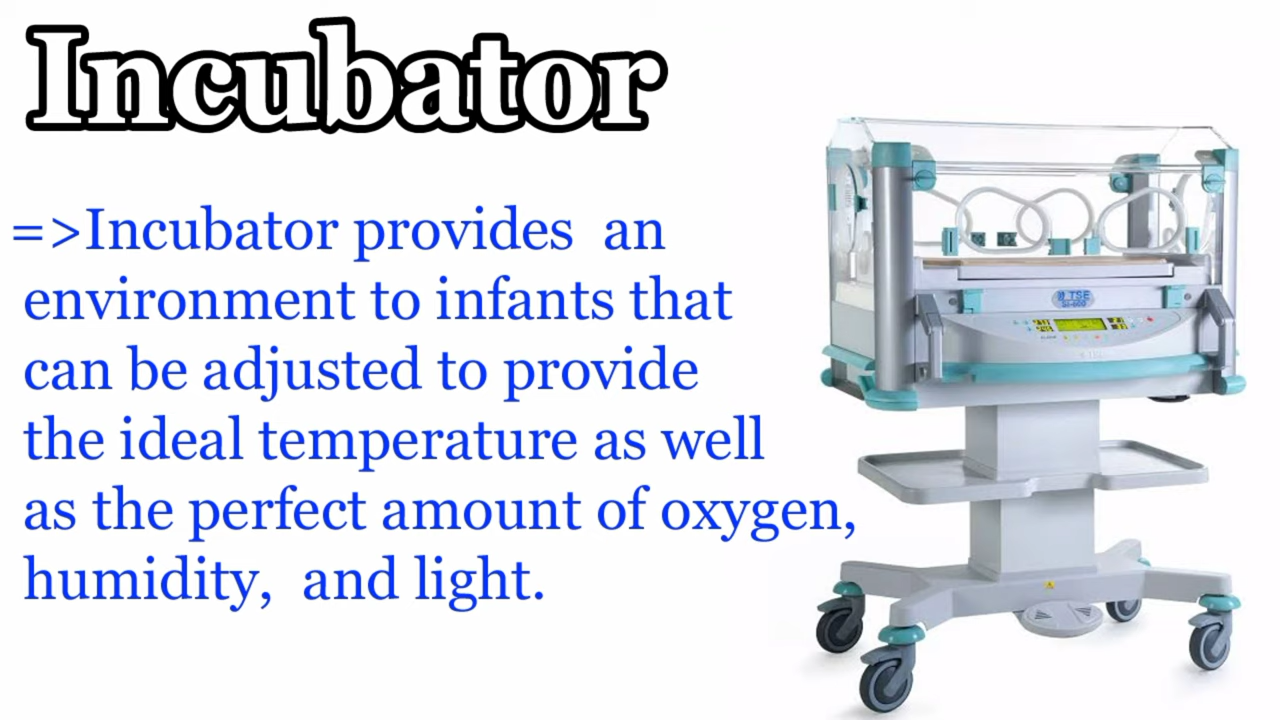 Incubator
=>Incubator provides  an
environment to infants that
can be adjusted to provide
the ideal temperature as well
as the perfect amount of oxygen,
humidity,  and light.
TSE